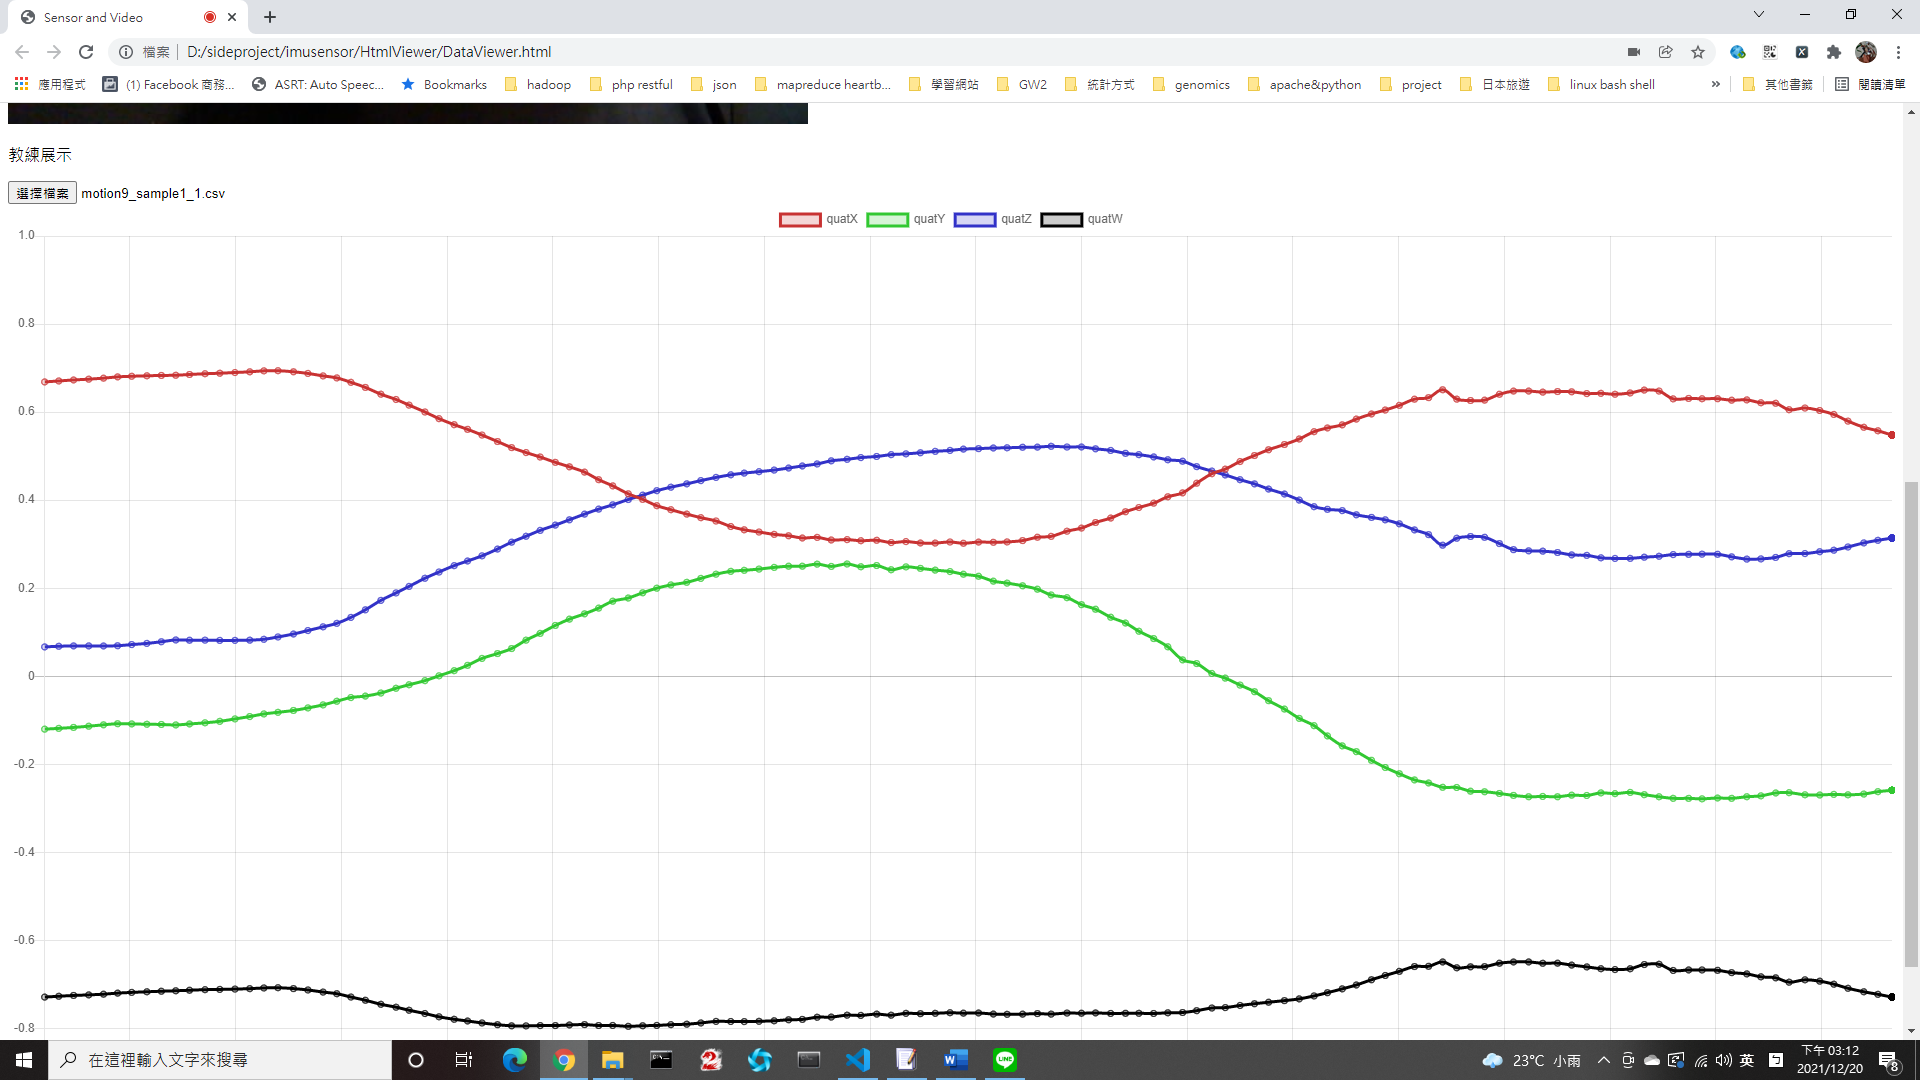 Sensor and Video
檔案 D:/sideproject/imusensor/HtmlViewer/DataViewer.html
應用程式 (1) Facebook 商務... ASRT: Auto Speec... Bookmarks hadoop php restful json mapreduce heartb... 學習網站 GW2 統計方式 genomics apache&python project 日本旅遊 linux bash shell » 其他書籤 閱讀清單
教練展示
選擇檔案 motion9_sample1_1.csv
quatX quatY quatZ quatW
1.0
0.8
0.6
0.4
0.2
0
-0.2
-0.4
-0.6
-0.8
在這裡輸入文字來搜尋 23°C 小雨 英 下午 03:12
2021/12/20 8